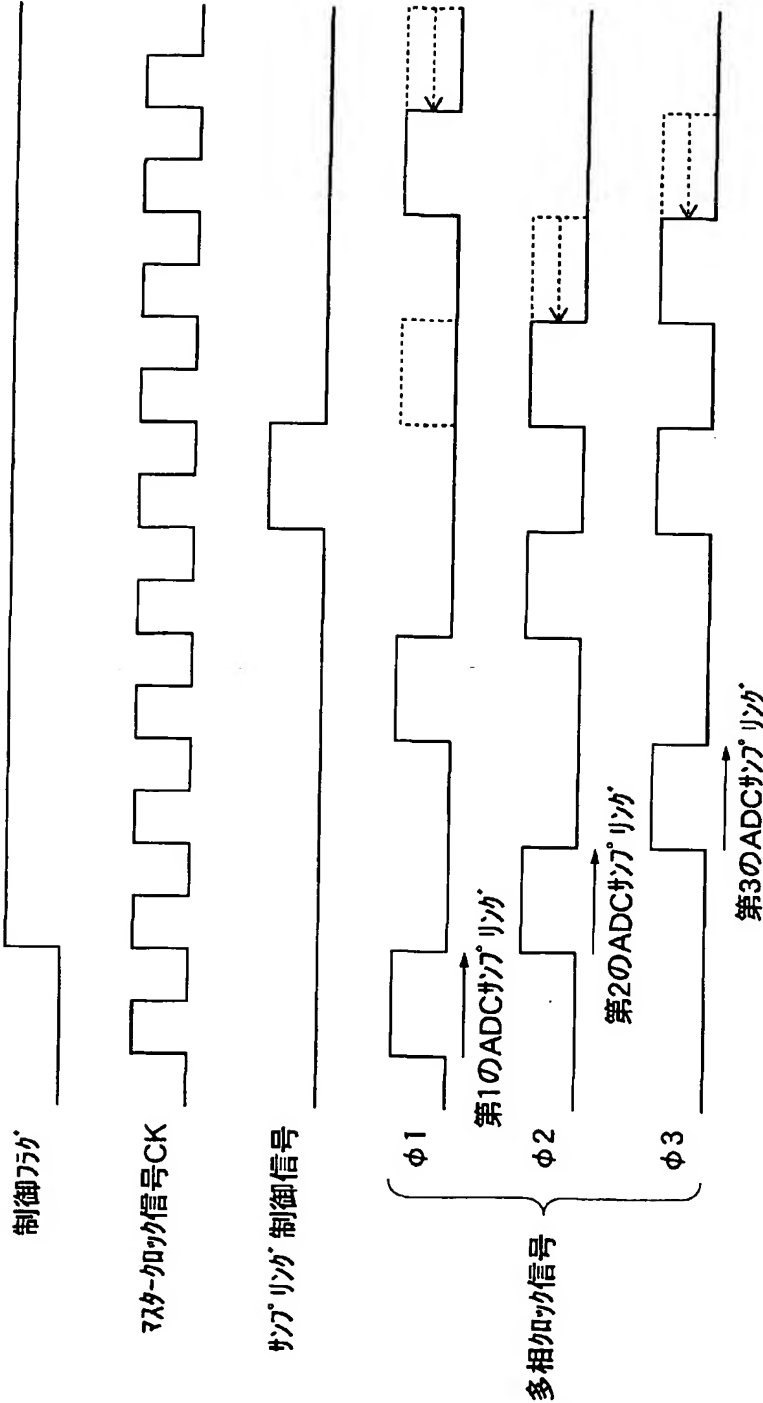 制御フラグ
マスタークロック信号CK
サンプリング制御信号
多相クロック信号
φ1
第1のADCサンプリング
φ2
第2のADCサンプリング
φ3
第3のADCサンプリング